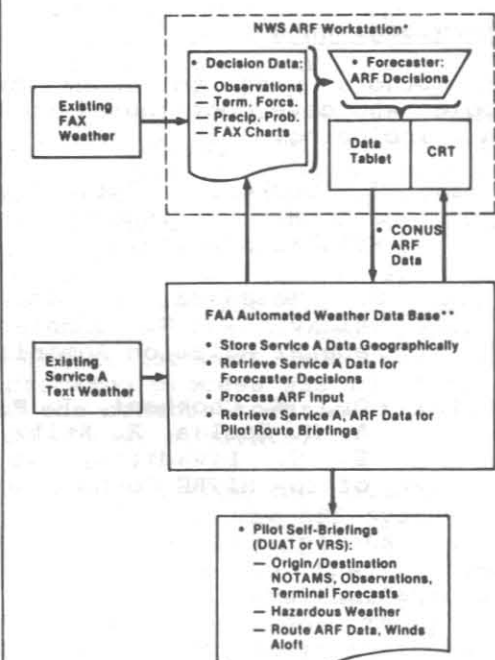 NWS ARF Workstation*
• Decision Data:
— Observations
— Term. Forcs.
— Precip. Prob.
— FAX Charts
• Forecaster:
ARF Decisions
Existing
FAX
Weather
Data
Tablet
CRT
• CONUS
ARF
Data
FAA Automated Weather Data Base**
• Store Service A Data Geographically
• Retrieve Service A Data for
Forecaster Decisions
• Process ARF Input
• Retrieve Service A, ARF Data for
Pilot Route Briefings
Existing
Service A
Text Weather
• Pilot Self-Briefings
(DUAT or VRS):
— Origin/Destination
NOTAMS, Observations,
Terminal Forecasts
— Hazardous Weather
— Route ARF Data, Winds
Aloft